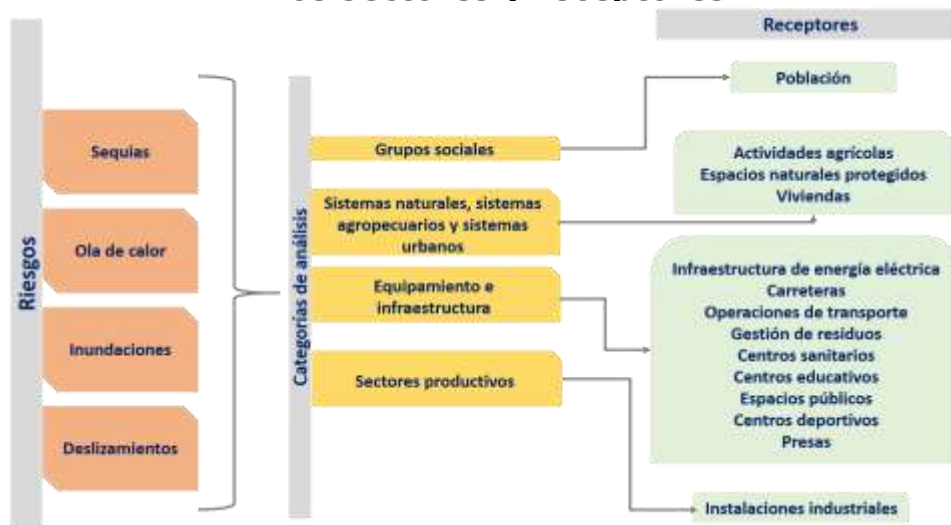 Receptores
Riesgos
Sequias
Ola de calor
Inundaciones
Deslizamientos
Categorías de análisis
Grupos sociales
Sistemas naturales, sistemas
agropecuarios y sistemas
urbanos
Equipamiento e
infraestructura
Sectores productivos
Población
Actividades agrícolas
Espacios naturales protegidos
Viviendas
Infraestructura de energía eléctrica
Carreteras
Operaciones de transporte
Gestión de residuos
Centros sanitarios
Centros educativos
Espacios públicos
Centros deportivos
Presas
Instalaciones industriales